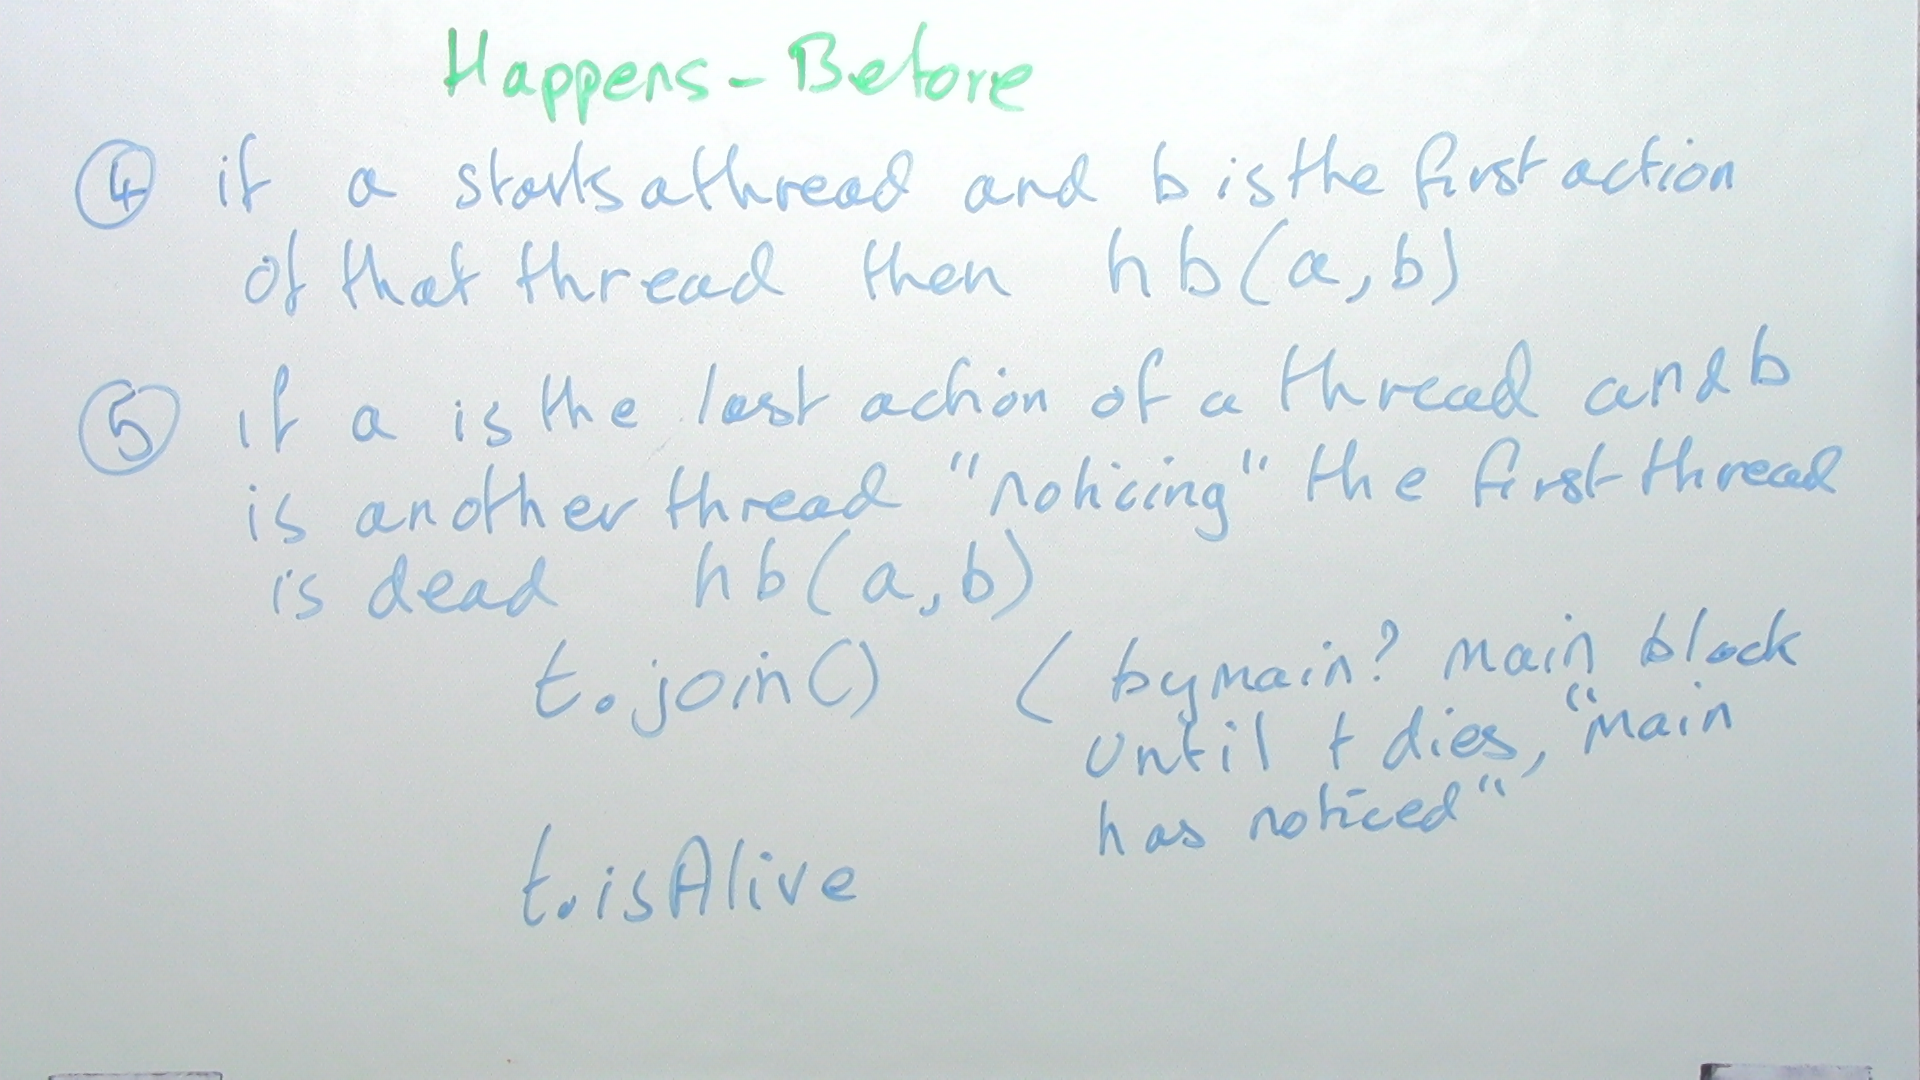 Happens-Before
④ if a starts a thread and b is the first action
of that thread then hb(a,b)
⑤ if a is the last action of a thread and b
is another thread "noticing" the first thread
is dead hb(a,b)
t.join() (by main? Main block
until t dies, "Main
has noticed"
t.isAlive